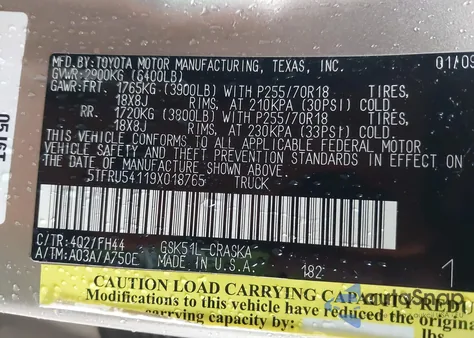 MFD.BY:TOYOTA MOTOR MANUFACTURING, TEXAS, INC. 01/09
GVWR:2900KG (6400LB)
GAWR:FRT. 1765KG (3900LB) WITH P255/70R18 TIRES,
18X8J RIMS, AT 210KPA (30PSI) COLD.
RR. 1720KG (3800LB) WITH P255/70R18 TIRES,
18X8J RIMS, AT 230KPA (33PSI) COLD.
THIS VEHICLE CONFORMS TO ALL APPLICABLE FEDERAL MOTOR
VEHICLE SAFETY AND THEFT PREVENTION STANDARDS IN EFFECT ON
THE DATE OF MANUFACTURE SHOWN ABOVE.
5TFRU54119X018765 TRUCK
C/TR:4Q2/FH44 GSK51L-CRASKA
A/TM:A03A/A750E MADE IN U.S.A. 182 1
CAUTION LOAD CARRYING CAPACITY
Modifications to this vehicle have reduced the original
carrying capacity by: lbs